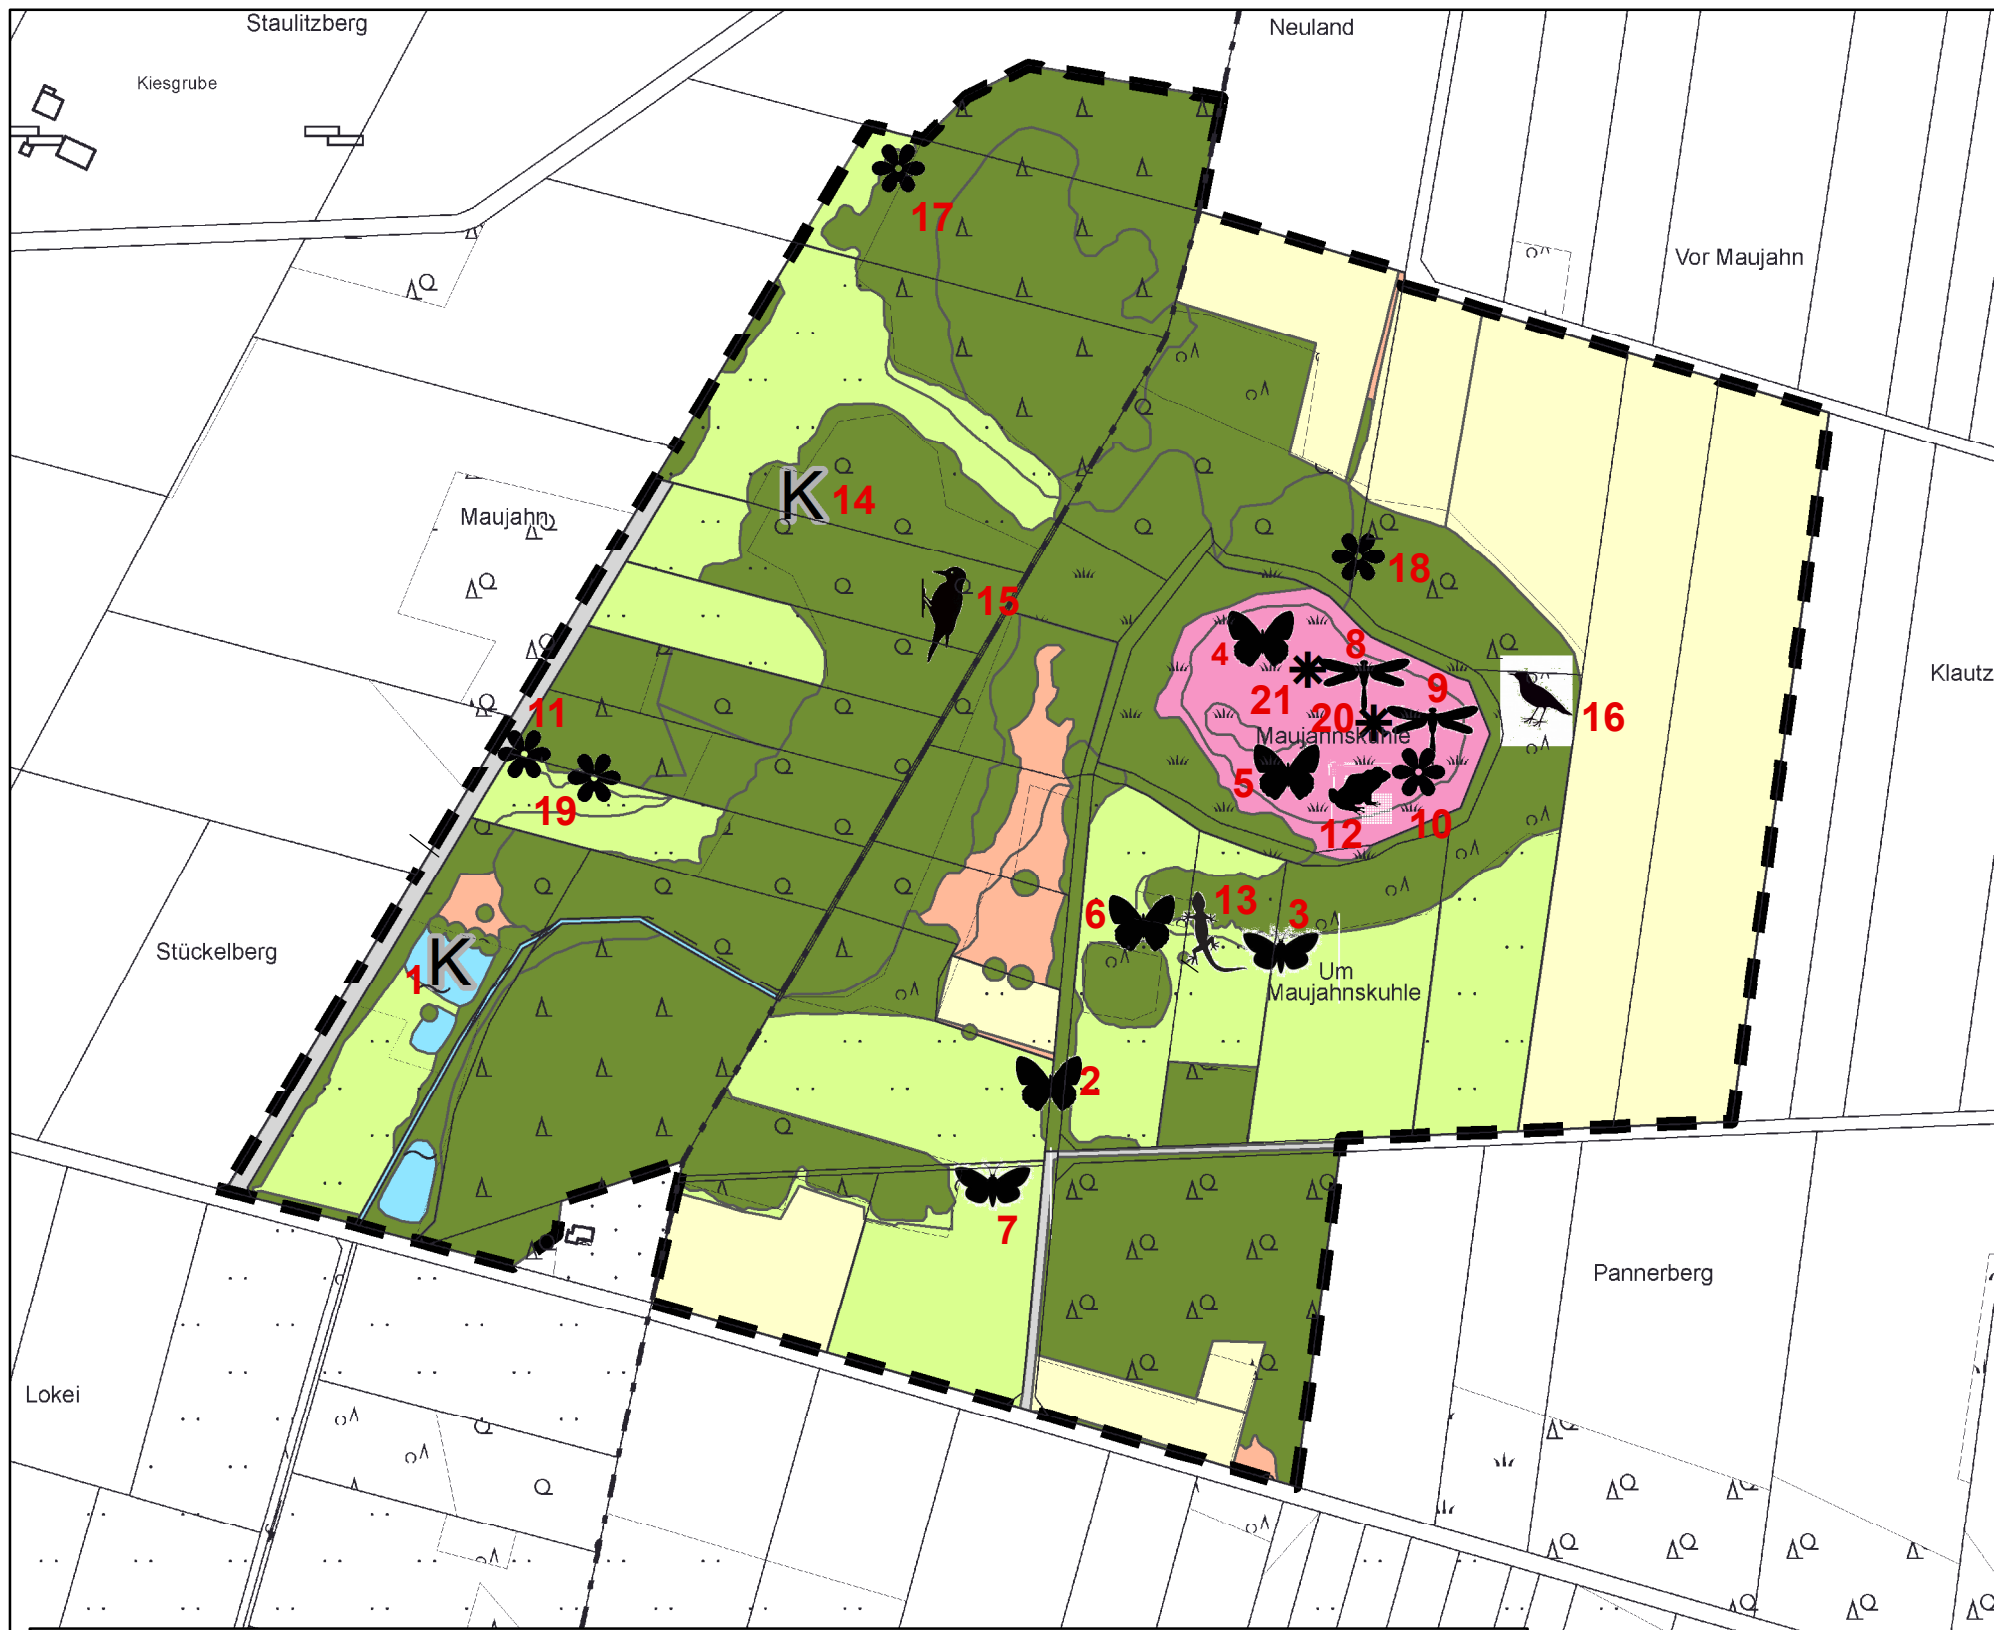 Staulitzberg
Neuland
Kiesgrube
17
Vor Maujahn
K
14
Maujahn
18
15
8
4
9
Klautz
21
20
16
11
Maujahnskuhle
5
19
12
10
13
3
6
Stückelberg
K
1
Um
Maujahnskuhle
2
7
Pannerberg
Lokei